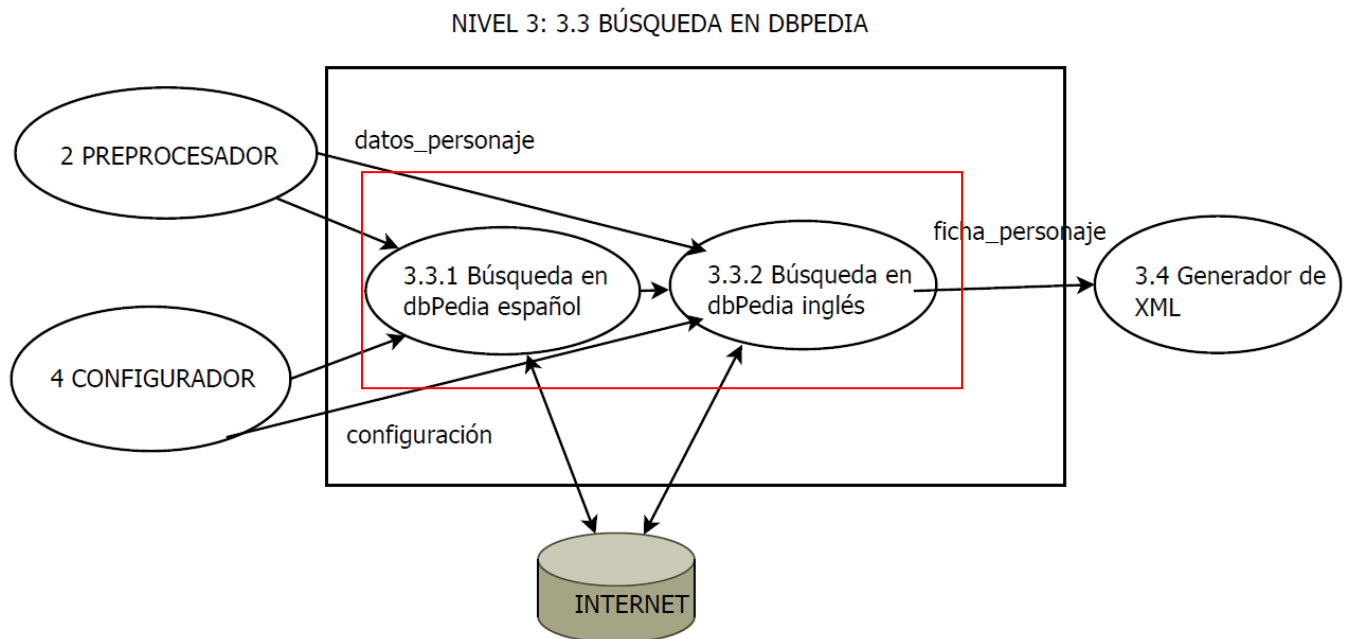 NIVEL 3: 3.3 BÚSQUEDA EN DBPEDIA
2 PREPROCESADOR
datos_personaje
3.3.1 Búsqueda en
dbPedia español
3.3.2 Búsqueda en
dbPedia inglés
ficha_personaje
3.4 Generador de
XML
4 CONFIGURADOR
configuración
INTERNET